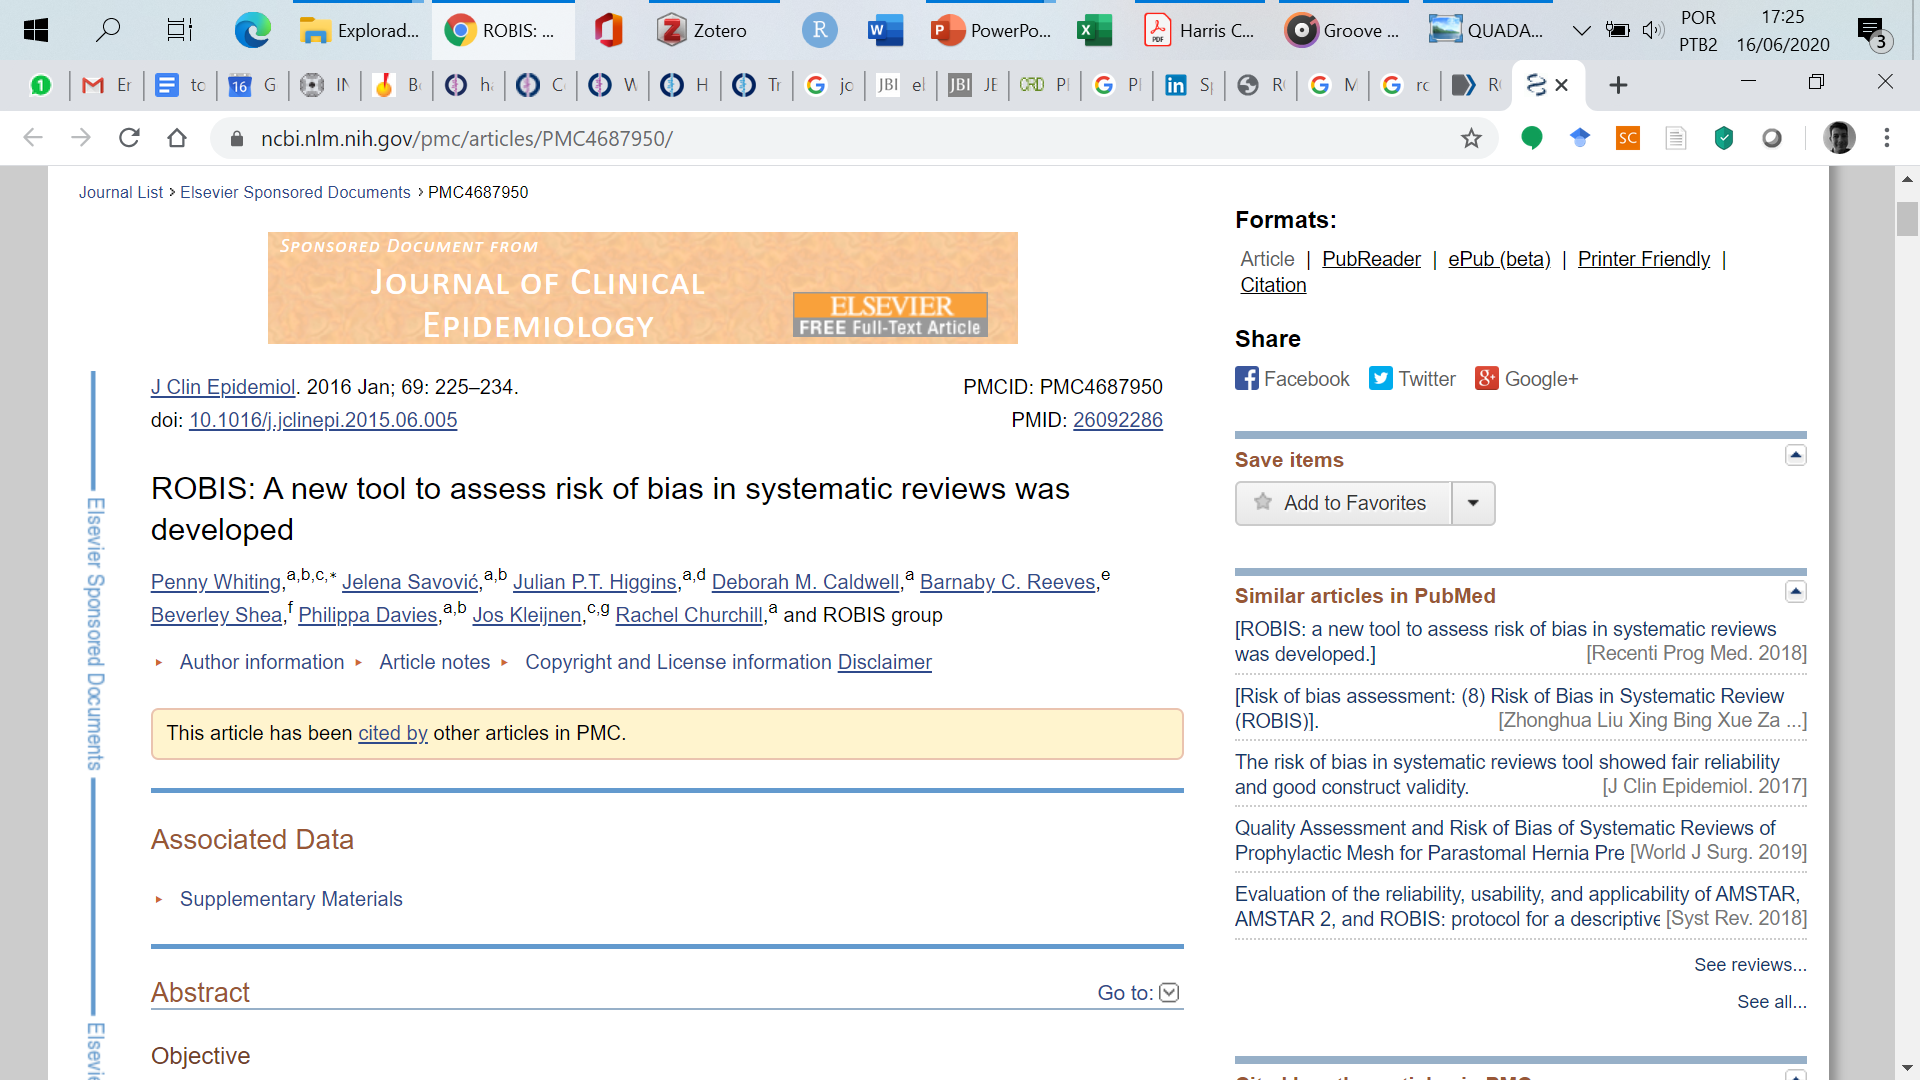 Explorad...
ROBIS: ...
Zotero
PowerPo...
Harris C...
Groove ...
QUADA...
POR
PTB2
17:25
16/06/2020
3
ncbi.nlm.nih.gov/pmc/articles/PMC4687950/
Journal List > Elsevier Sponsored Documents > PMC4687950
SPONSORED DOCUMENT FROM
JOURNAL OF CLINICAL
EPIDEMIOLOGY
ELSEVIER
FREE Full-Text Article
J Clin Epidemiol. 2016 Jan; 69: 225–234.
PMCID: PMC4687950
doi: 10.1016/j.jclinepi.2015.06.005
PMID: 26092286
ROBIS: A new tool to assess risk of bias in systematic reviews was
developed
Penny Whiting,a,b,c,* Jelena Savović,a,b Julian P.T. Higgins,a,d Deborah M. Caldwell,a Barnaby C. Reeves,e
Beverley Shea,f Philippa Davies,a,b Jos Kleijnen,c,g Rachel Churchill,a and ROBIS group
Author information Article notes Copyright and License information Disclaimer
This article has been cited by other articles in PMC.
Associated Data
Supplementary Materials
Abstract
Go to:
Objective
Elsevier Sponsored Documents
Formats:
Article | PubReader | ePub (beta) | Printer Friendly |
Citation
Share
Facebook Twitter Google+
Save items
Add to Favorites
Similar articles in PubMed
[ROBIS: a new tool to assess risk of bias in systematic reviews
was developed.] [Recenti Prog Med. 2018]
[Risk of bias assessment: (8) Risk of Bias in Systematic Review
(ROBIS)]. [Zhonghua Liu Xing Bing Xue Za ...]
The risk of bias in systematic reviews tool showed fair reliability
and good construct validity. [J Clin Epidemiol. 2017]
Quality Assessment and Risk of Bias of Systematic Reviews of
Prophylactic Mesh for Parastomal Hernia Pre [World J Surg. 2019]
Evaluation of the reliability, usability, and applicability of AMSTAR,
AMSTAR 2, and ROBIS: protocol for a descriptive [Syst Rev. 2018]
See reviews...
See all...